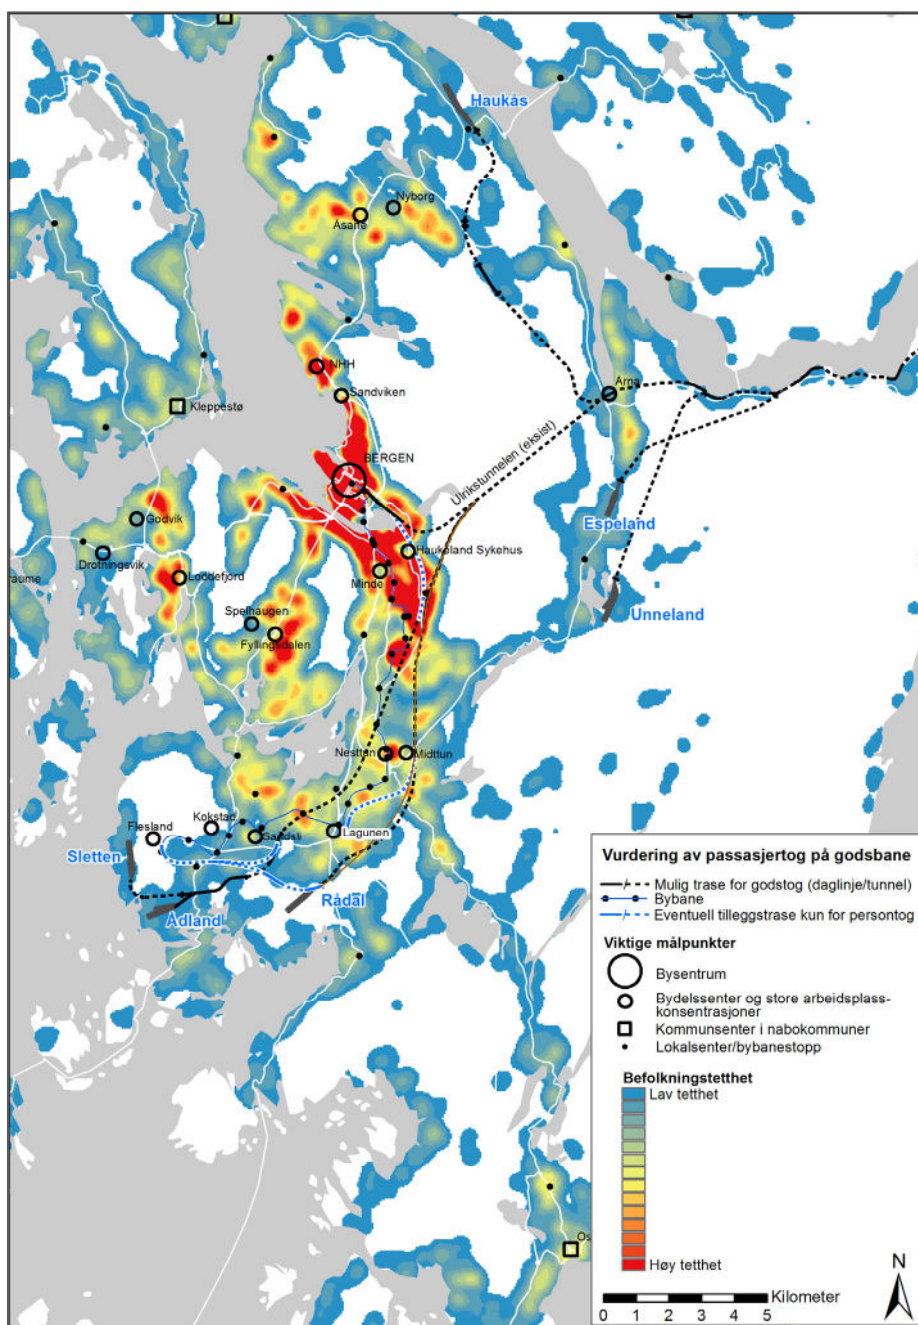 Haukås
Nyborg
Åsane
NHH
Sandviken
Arna
Kleppestø
BERGEN
Ulrikstunnelen (eksist)
Godvik
Espeland
Drotningsvik
Haukeland Sykehus
Loddefjord
Minde
raume
Spelhaugen
Unneland
Fyllingsdalen
Nesttun
Midttun
Kokstad
Flesland
Sandsli
Lagunen
Sletten
Rådal
Ådland
Os
Vurdering av passasjertog på godsbane
Mulig trase for godstog (daglinje/tunnel)
Bybane
Eventuell tilleggstrase kun for persontog
Viktige målpunkter
Bysentrum
Bydelssenter og store arbeidsplass-
konsentrasjoner
Kommunsenter i nabokommuner
Lokalsenter/bybanestopp
Befolkningstetthet
Lav tetthet
Høy tetthet
N
Kilometer
0 1 2 3 4 5